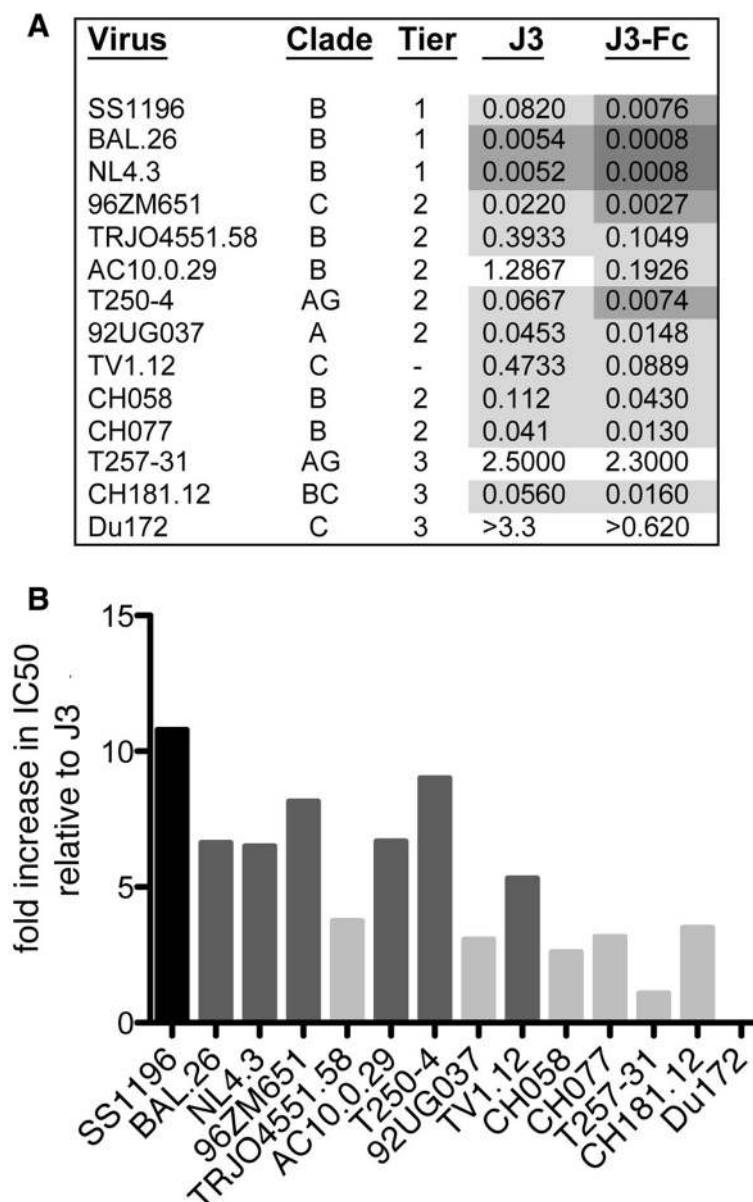 A
Virus Clade Tier J3 J3-Fc
SS1196 B 1 0.0820 0.0076
BAL.26 B 1 0.0054 0.0008
NL4.3 B 1 0.0052 0.0008
96ZM651 C 2 0.0220 0.0027
TRJO4551.58 B 2 0.3933 0.1049
AC10.0.29 B 2 1.2867 0.1926
T250-4 AG 2 0.0667 0.0074
92UG037 A 2 0.0453 0.0148
TV1.12 C - 0.4733 0.0889
CH058 B 2 0.112 0.0430
CH077 B 2 0.041 0.0130
T257-31 AG 3 2.5000 2.3000
CH181.12 BC 3 0.0560 0.0160
Du172 C 3 >3.3 >0.620
B
fold increase in IC50
relative to J3
15
10
5
0
SS1196
BAL.26
NL4.3
96ZM651
TRJO4551.58
AC10.0.29
T250-4
92UG037
TV1.12
CH058
CH077
T257-31
CH181.12
Du172